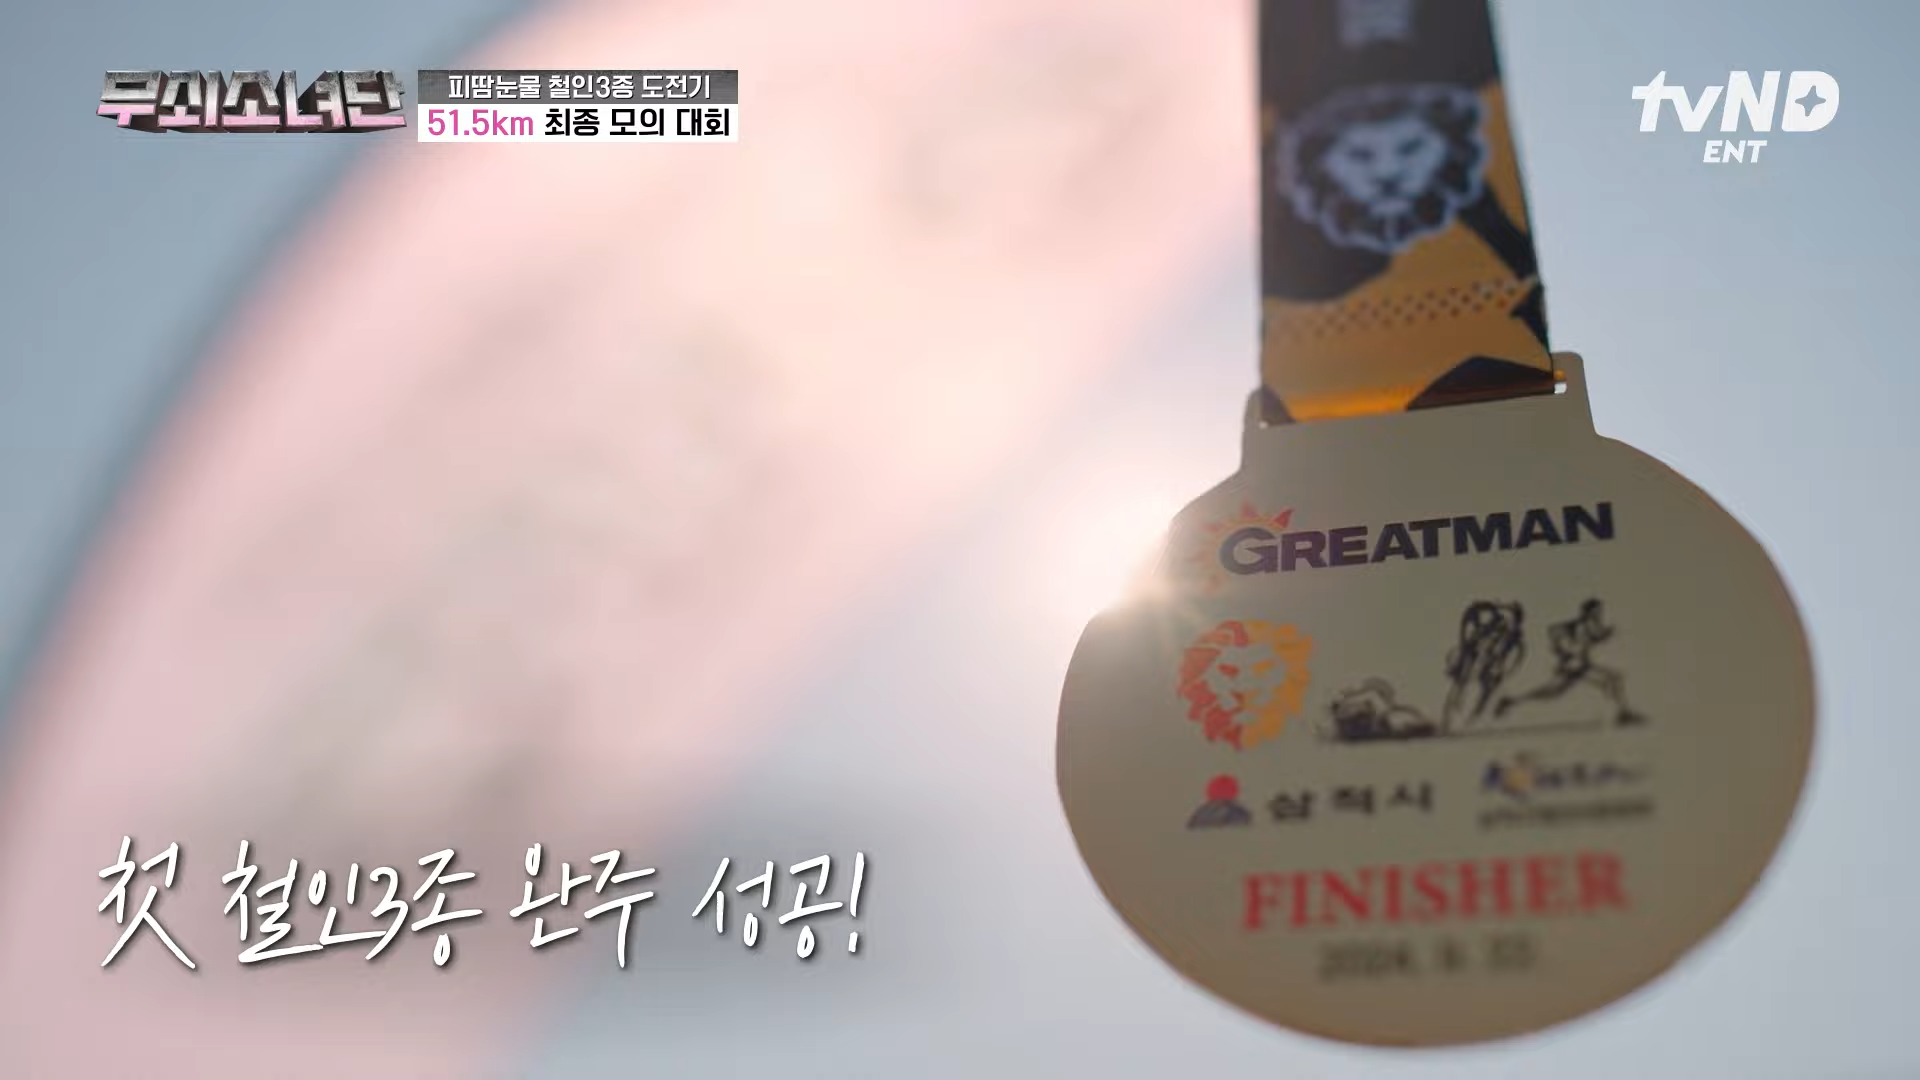 무쇠소녀단
피땀눈물 철인3종 도전기
51.5km 최종 모의 대회
tvND
ENT
GREATMAN
삼척시
FINISHER
첫 철인3종 완주 성공!